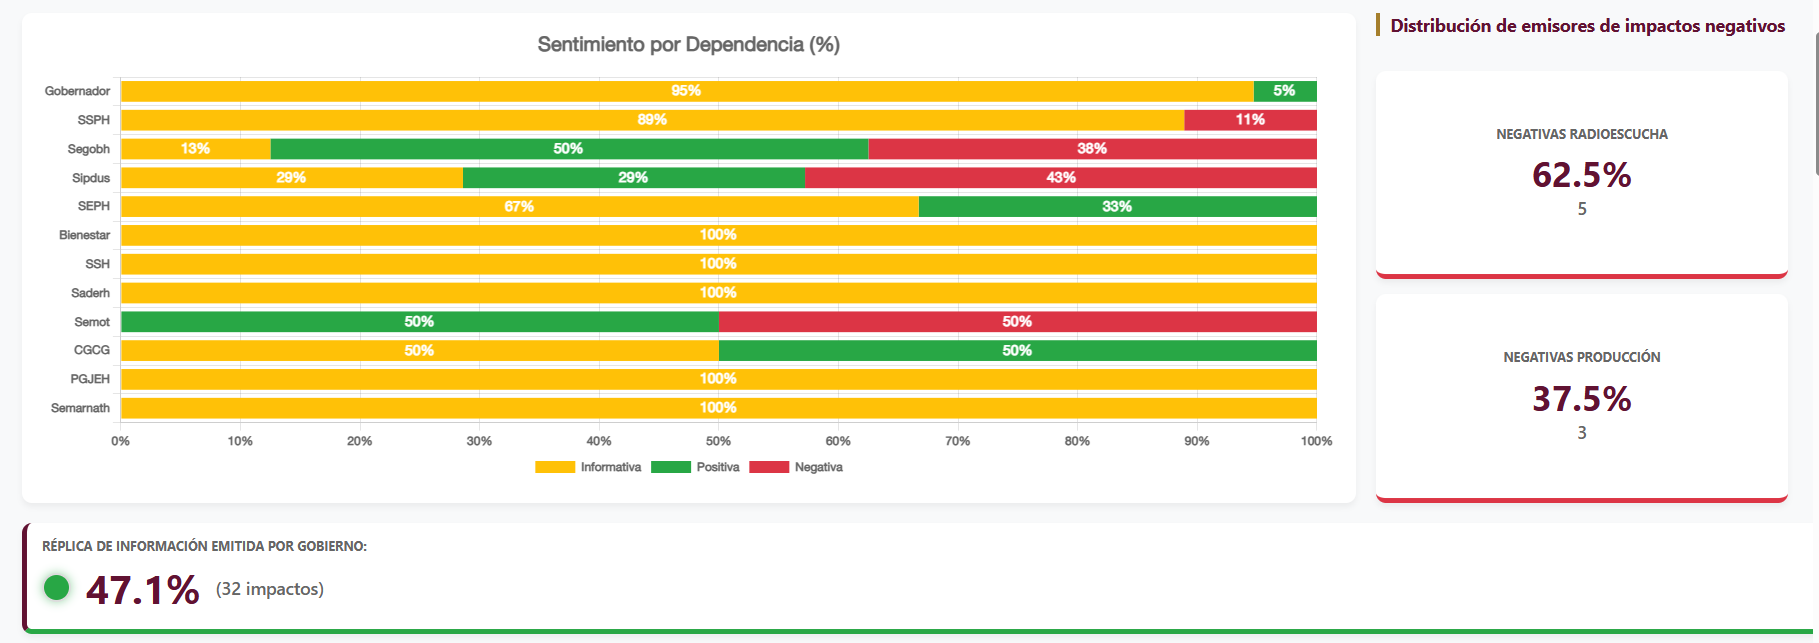 Sentimiento por Dependencia (%)
Gobernador 95% 5%
SSPH 89% 11%
Segobh 13% 50% 38%
Sipdus 29% 29% 43%
SEPH 67% 33%
Bienestar 100%
SSH 100%
Saderh 100%
Semot 50% 50%
CGCG 50% 50%
PGJEH 100%
Semarnath 100%
0% 10% 20% 30% 40% 50% 60% 70% 80% 90% 100%
Informativa Positiva Negativa
Distribución de emisores de impactos negativos
NEGATIVAS RADIOESCUCHA
62.5%
5
NEGATIVAS PRODUCCIÓN
37.5%
3
RÉPLICA DE INFORMACIÓN EMITIDA POR GOBIERNO:
47.1% (32 impactos)